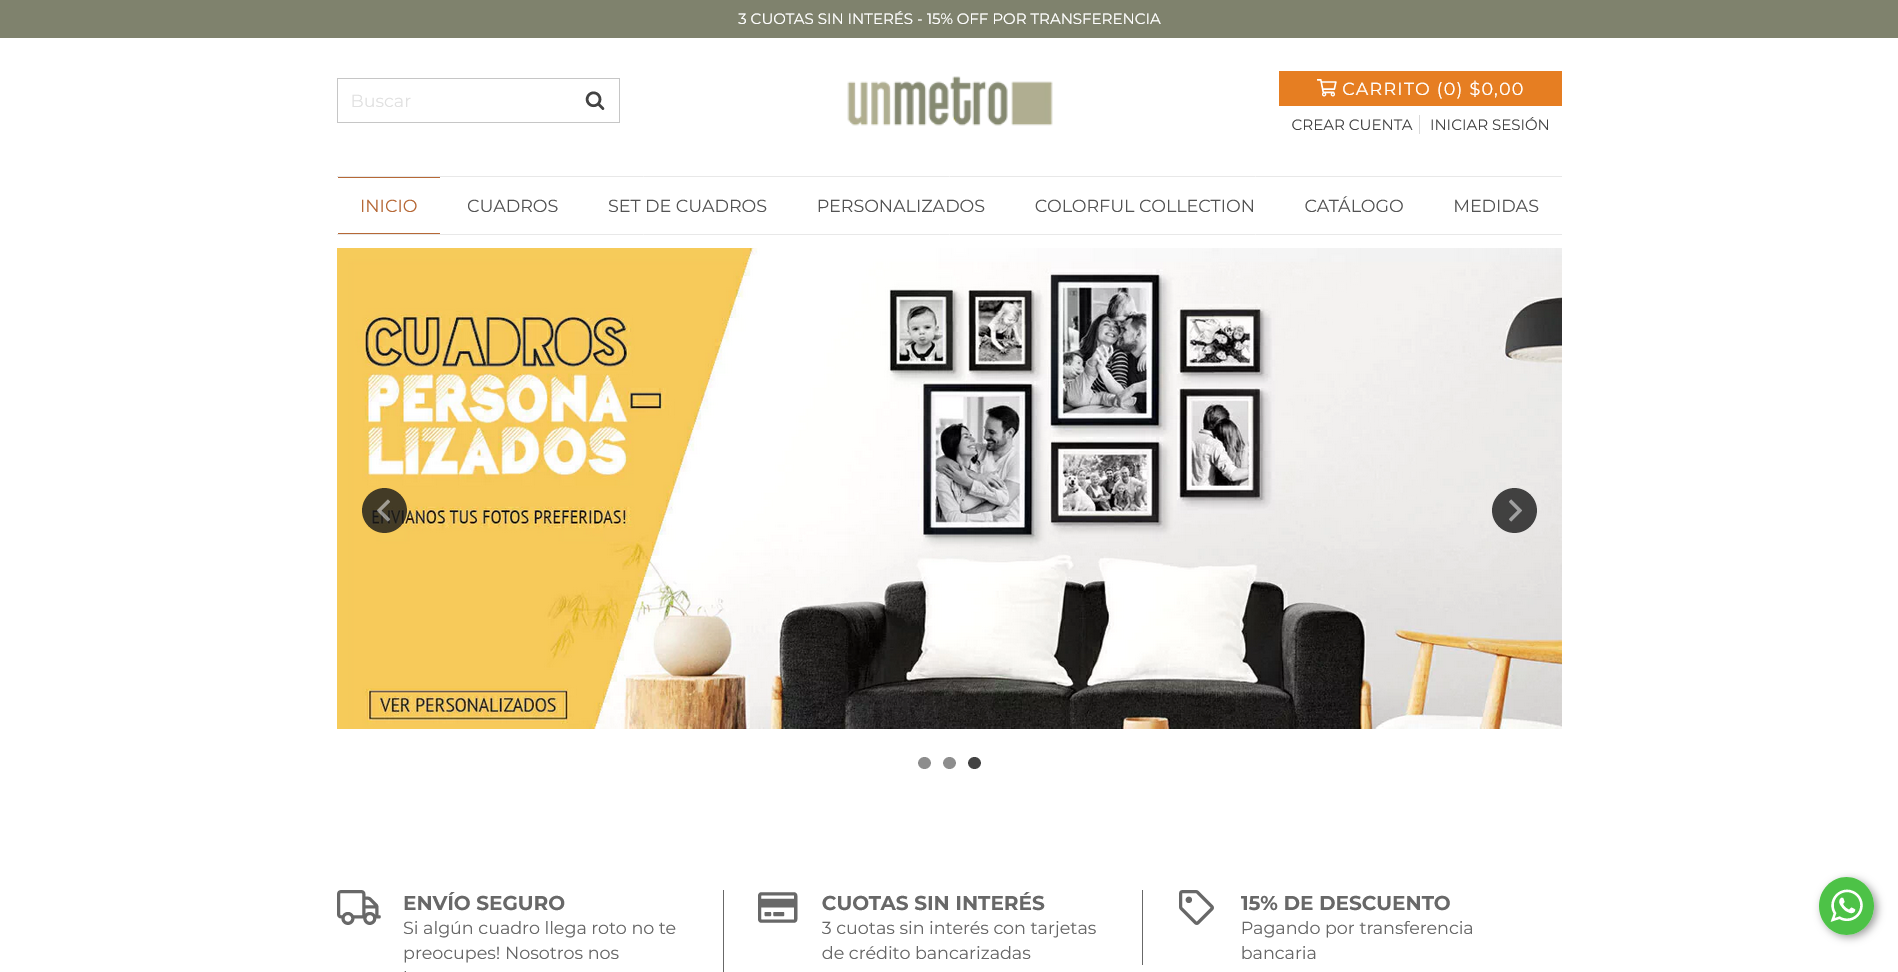 3 CUOTAS SIN INTERÉS - 15% OFF POR TRANSFERENCIA
Buscar
unmetro
CARRITO (0) $0,00
CREAR CUENTA
INICIAR SESIÓN
INICIO
CUADROS
SET DE CUADROS
PERSONALIZADOS
COLORFUL COLLECTION
CATÁLOGO
MEDIDAS
CUADROS
PERSONA
LIZADOS
ENVIANOS TUS FOTOS PREFERIDAS!
VER PERSONALIZADOS
ENVÍO SEGURO
Si algún cuadro llega roto no te
preocupes! Nosotros nos
CUOTAS SIN INTERÉS
3 cuotas sin interés con tarjetas
de crédito bancarizadas
15% DE DESCUENTO
Pagando por transferencia
bancaria